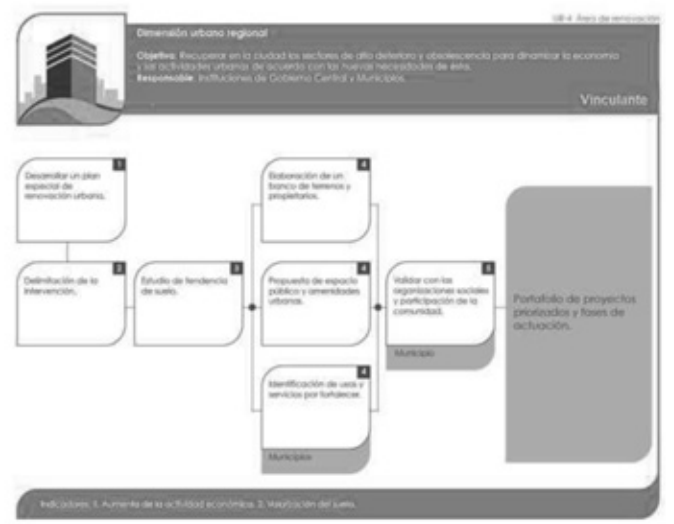 UR-4 Área de renovación
Dimensión urbano regional
Objetivo: Recuperar en la ciudad los sectores de alto deterioro y obsolescencia para dinamizar la economía
y las actividades urbanas de acuerdo con las nuevas necesidades de ésta.
Responsable: Instituciones de Gobierno Central y Municipios.
Vinculante
1
Desarrollar un plan
especial de
renovación urbana.
2
Delimitación de la
intervención.
3
Estudio de tendencia
de suelo.
4
Elaboración de un
banco de terrenos y
propietarios.
4
Propuesta de espacio
público y amenidades
urbanas.
4
Identificación de usos y
servicios por fortalecer.
Municipios
5
Validar con las
organizaciones sociales
y participación de la
comunidad.
Municipio
Portafolio de proyectos
priorizados y fases de
actuación.
Indicadores: 1. Aumento de la actividad económica. 2. Valorización del suelo.